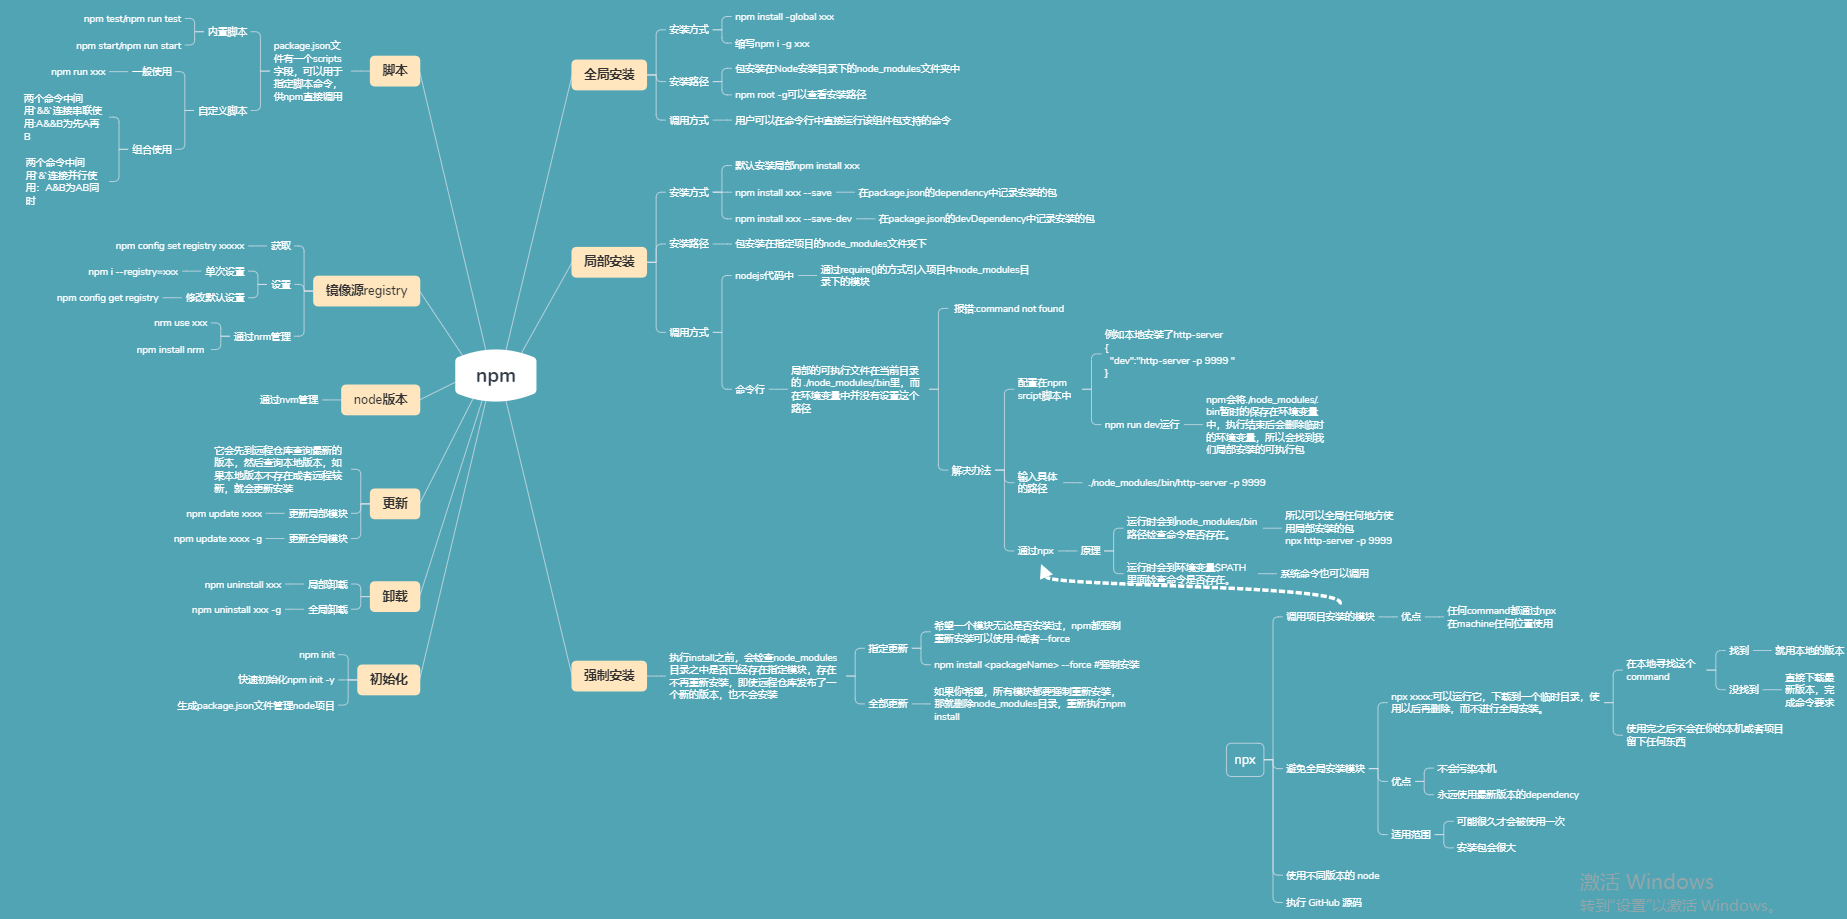 npm
脚本
package.json文
件有一个scripts
字段，可以用于
指定脚本命令，
供npm直接调用
内置脚本
npm test/npm run test
npm start/npm run start
自定义脚本
一般使用
npm run xxx
组合使用
两个命令中间
用'&&'连接串联使
用:A&&B为先A再
B
两个命令中间
用'&'连接并行使
用：A&B为AB同
时
镜像源registry
获取
npm config set registry xxxxx
设置
单次设置
npm i --registry=xxx
修改默认设置
npm config get registry
通过nrm管理
nrm use xxx
npm install nrm
node版本
通过nvm管理
更新
它会先到远程仓库查询最新的
版本，然后查询本地版本，如
果本地版本不存在或者远程较
新，就会更新安装
更新局部模块
npm update xxxx
更新全局模块
npm update xxxx -g
卸载
局部卸载
npm uninstall xxx
全局卸载
npm uninstall xxx -g
初始化
npm init
快速初始化npm init -y
生成package.json文件管理node项目
全局安装
安装方式
npm install -global xxx
缩写npm i -g xxx
安装路径
包安装在Node安装目录下的node_modules文件夹中
npm root -g可以查看安装路径
调用方式
用户可以在命令行中直接运行该组件包支持的命令
局部安装
安装方式
默认安装局部npm install xxx
npm install xxx --save
在package.json的dependency中记录安装的包
npm install xxx --save-dev
在package.json的devDependency中记录安装的包
安装路径
包安装在指定项目的node_modules文件夹下
调用方式
nodejs代码中
通过require()的方式引入项目中node_modules目
录下的模块
命令行
局部的可执行文件在当前目录
的 ./node_modules/.bin里，而
在环境变量中并没有设置这个
路径
报错:command not found
解决办法
配置在npm
srcipt脚本中
例如本地安装了http-server
{
"dev":"http-server -p 9999 "
}
npm run dev运行
npm会将./node_modules/.
bin暂时的保存在环境变量
中，执行结束后会删除临时
的环境变量，所以会找到我
们局部安装的可执行包
输入具体
的路径
./node_modules/.bin/http-server -p 9999
通过npx
原理
运行时会到node_modules/.bin
路径检查命令是否存在。
所以可以全局任何地方使
用局部安装的包
npx http-server -p 9999
运行时会到环境变量$PATH
里面检查命令是否存在。
系统命令也可以调用
强制安装
执行install之前，会检查node_modules
目录之中是否已经存在指定模块，存在
不再重新安装，即使远程仓库发布了一
个新的版本，也不会安装
指定更新
希望一个模块无论是否安装过，npm都强制
重新安装可以使用-f或者--force
npm install <packageName> --force #强制安装
全部更新
如果你希望，所有模块都要强制重新安装，
那就删除node_modules目录，重新执行npm
install
npx
调用项目安装的模块
优点
任何command都通过npx
在machine任何位置使用
避免全局安装模块
npx xxxx:可以运行它，下载到一个临时目录，使
用以后再删除，而不进行全局安装。
在本地寻找这个
command
找到
就用本地的版本
没找到
直接下载最
新版本，完
成命令要求
使用完之后不会在你的本机或者项目
留下任何东西
优点
不会污染本机
永远使用最新版本的dependency
适用范围
可能很久才会被使用一次
安装包会很大
使用不同版本的 node
执行 GitHub 源码
激活 Windows
转到"设置"以激活 Windows。